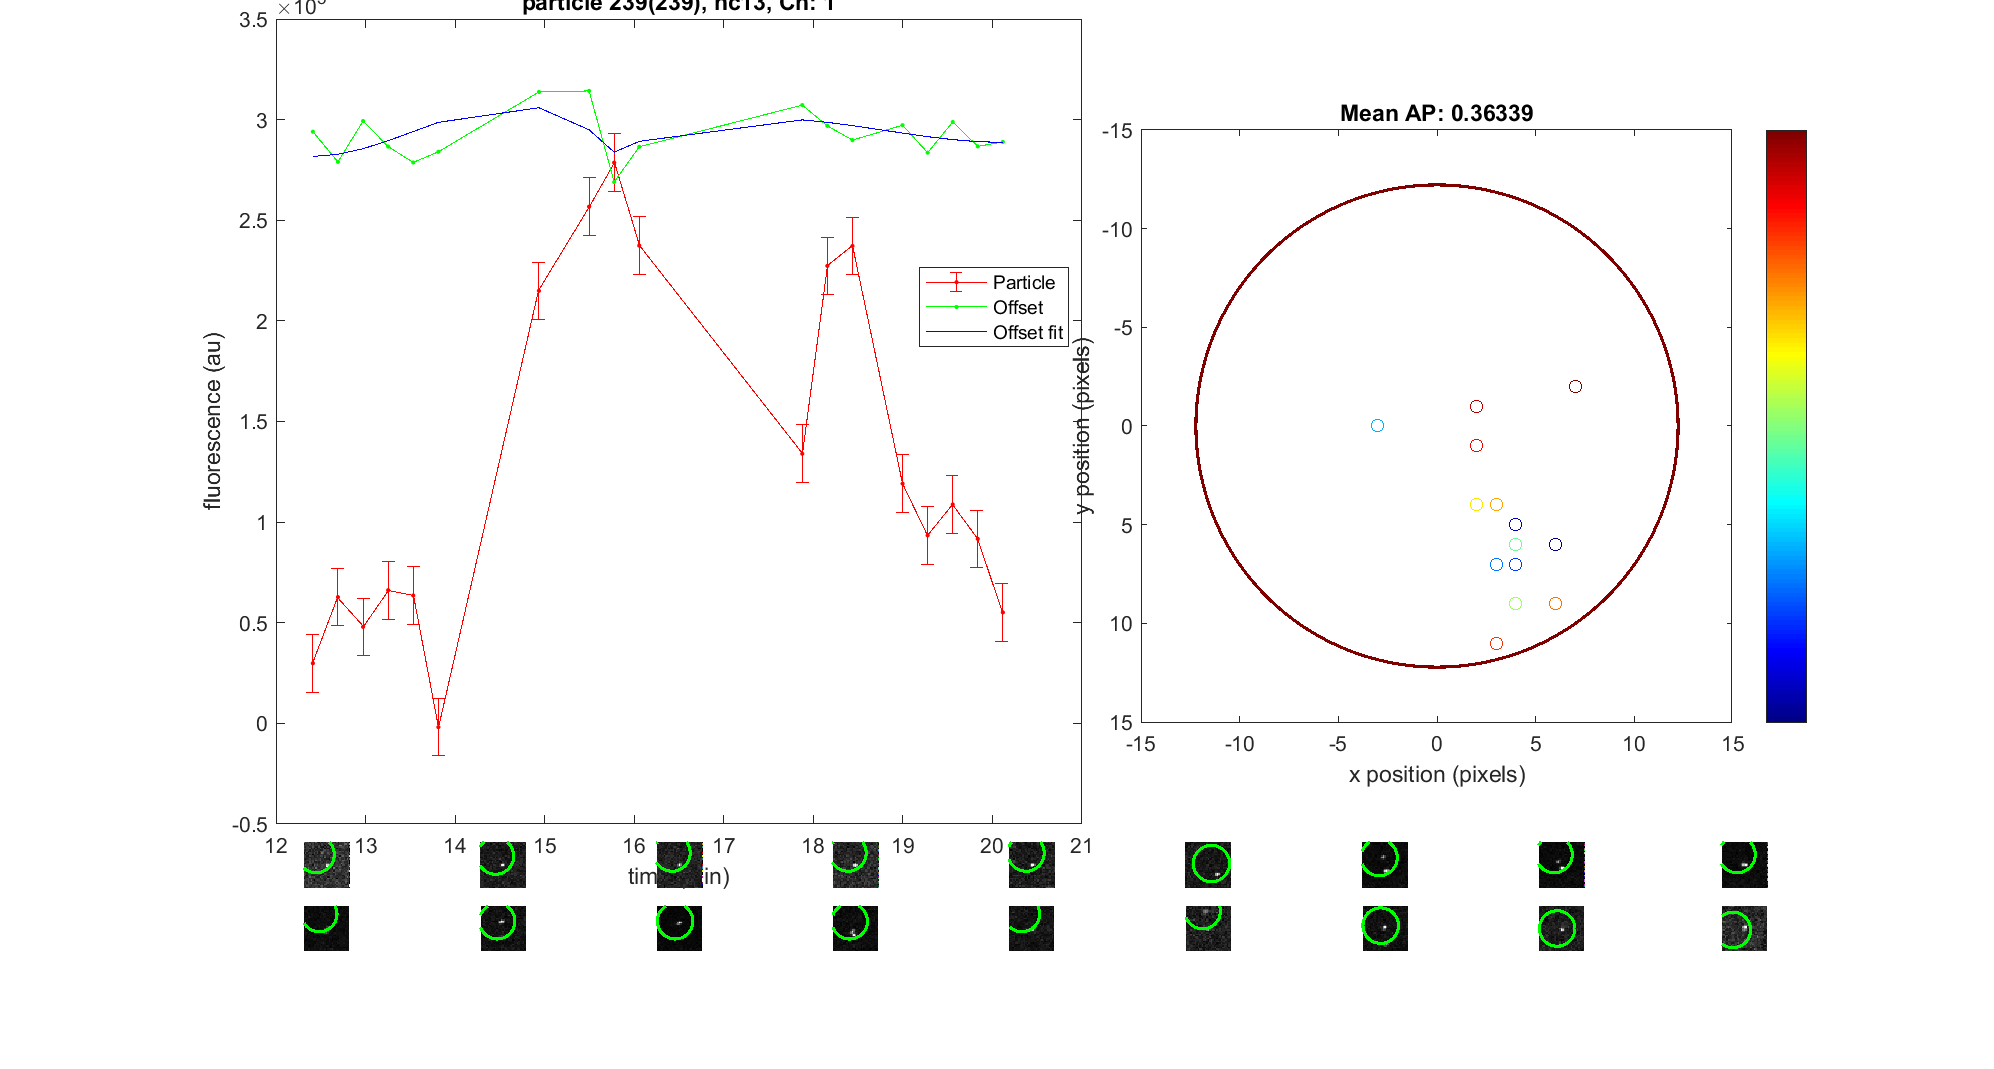 particle 239(239), nc13, Ch: 1
3.5
3
2.5
2
1.5
1
0.5
0
-0.5
fluorescence (au)
12 13 14 15 16 17 18 19 20 21
Particle
Offset
Offset fit
Mean AP: 0.36339
-15
-10
-5
0
5
10
15
y position (pixels)
-15 -10 -5 0 5 10 15
x position (pixels)